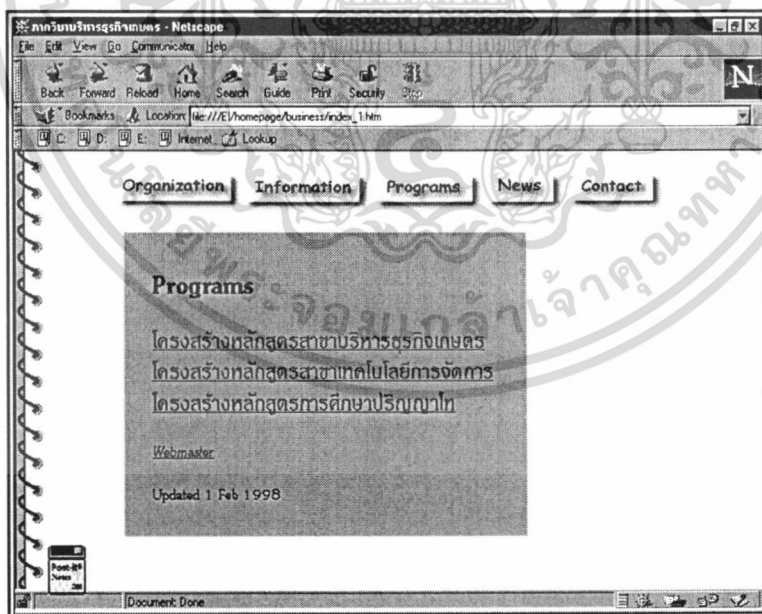 ภาควิชาบริหารธุรกิจเกษตร - Netscape
File Edit View Go Communicator Help
Back Forward Reload Home Search Guide Print Security Stop
N
Bookmarks Location: file:///E|/homepage/business/index_1.htm
C: D: E: Internet Lookup
Organization Information Programs News Contact
Programs
โครงสร้างหลักสูตรสาขาบริหารธุรกิจเกษตร
โครงสร้างหลักสูตรสาขาเทคโนโลยีการจัดการ
โครงสร้างหลักสูตรการศึกษาปริญญาโท
Webmaster
Updated 1 Feb 1998
Post-it®
Notes
Document: Done